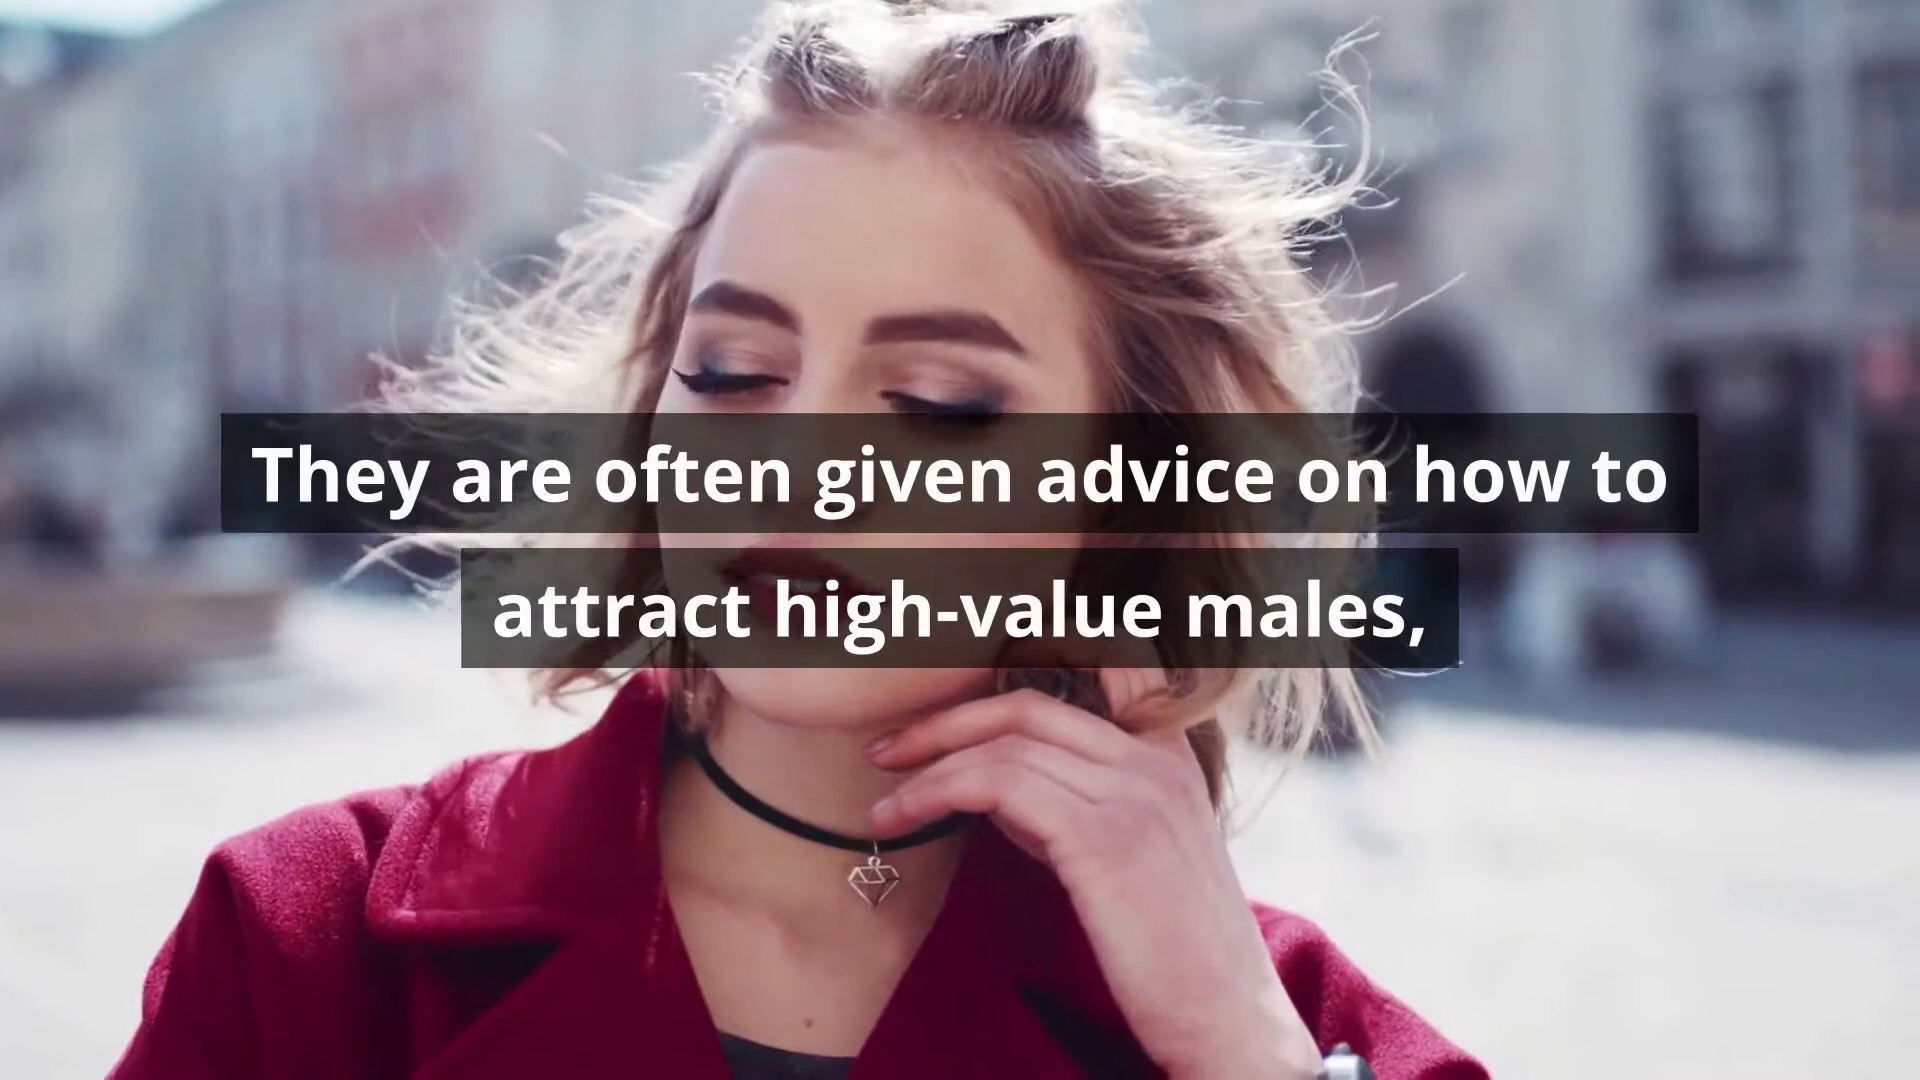 They are often given advice on how to
attract high-value males,